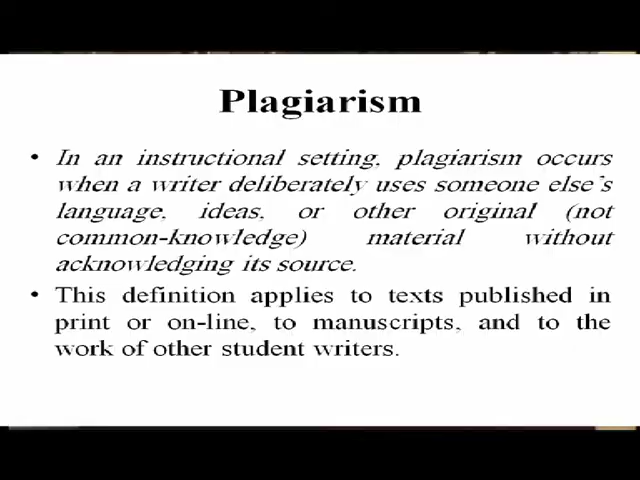 Plagiarism
• In an instructional setting, plagiarism occurs
when a writer deliberately uses someone else's
language, ideas, or other original (not
common-knowledge) material without
acknowledging its source.
• This definition applies to texts published in
print or on-line, to manuscripts, and to the
work of other student writers.